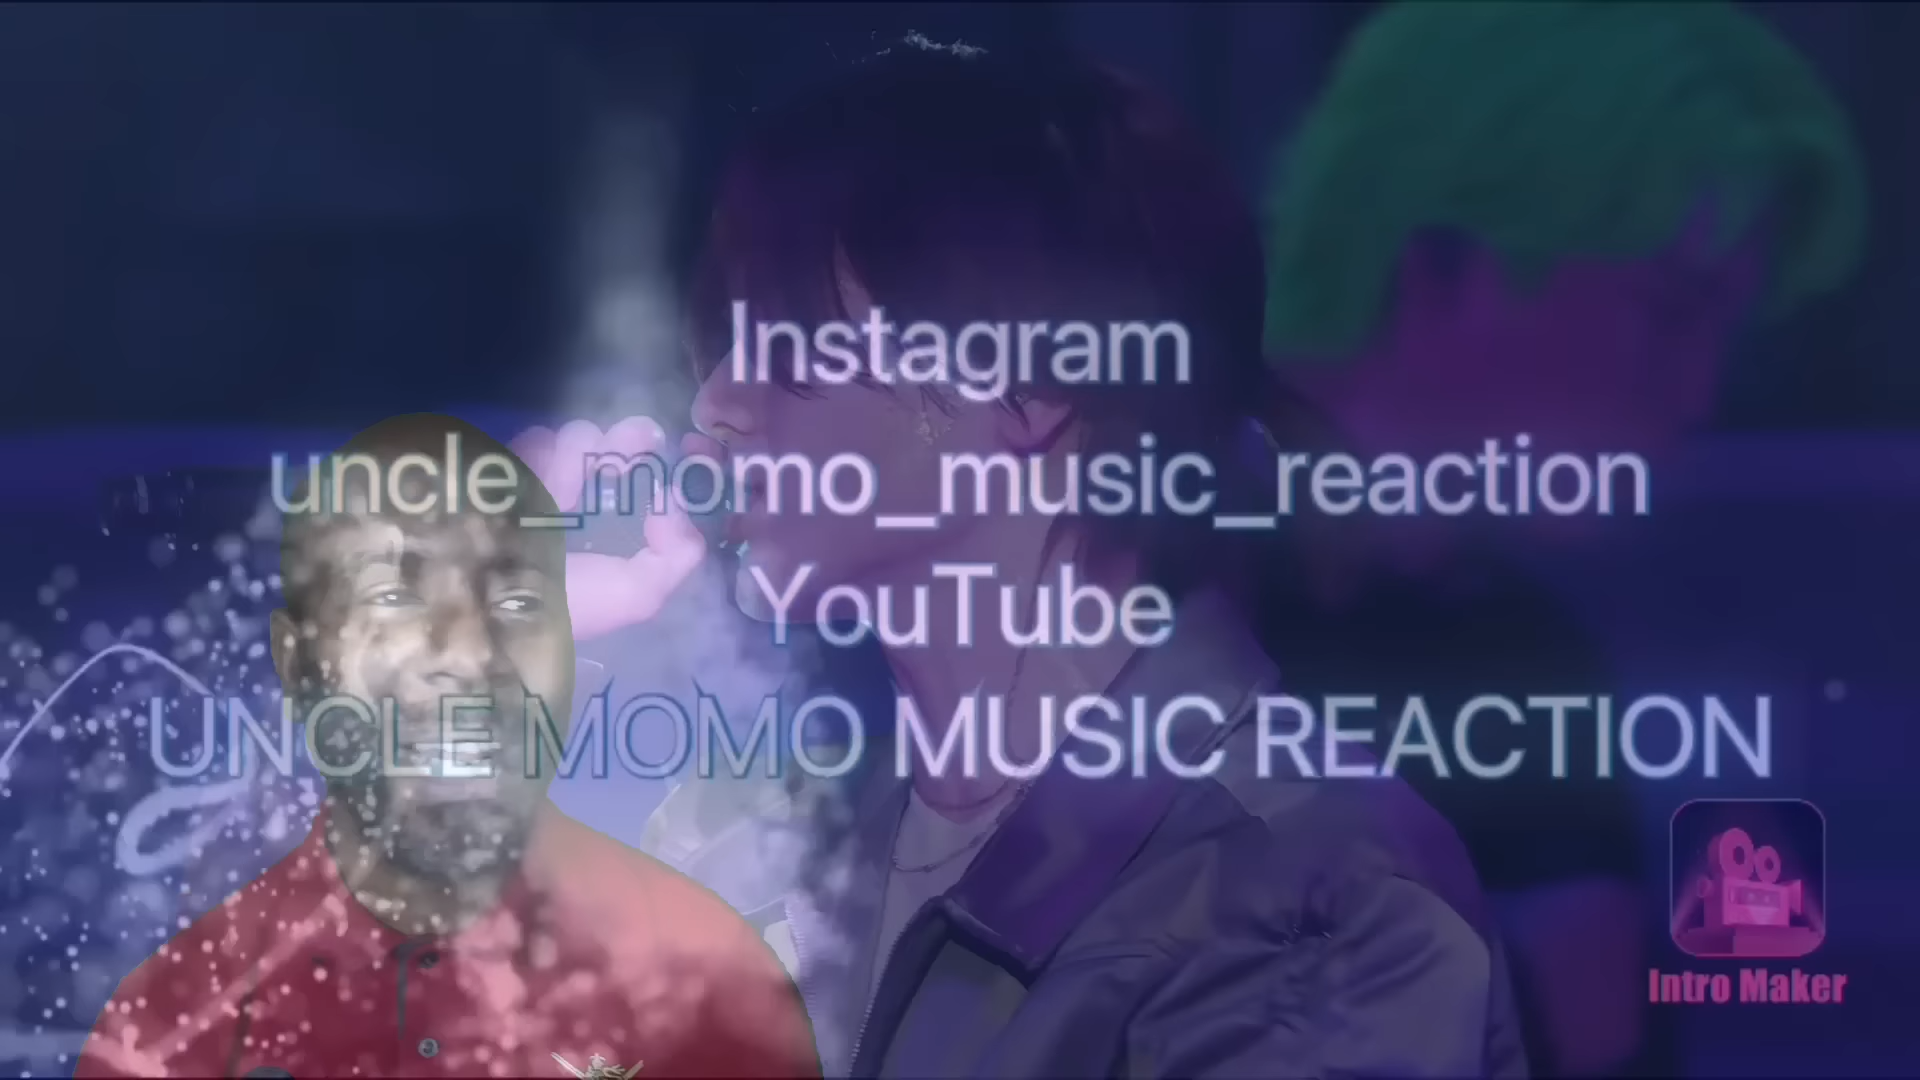 Instagram
uncle_momo_music_reaction
YouTube
UNCLE MOMO MUSIC REACTION
Intro Maker